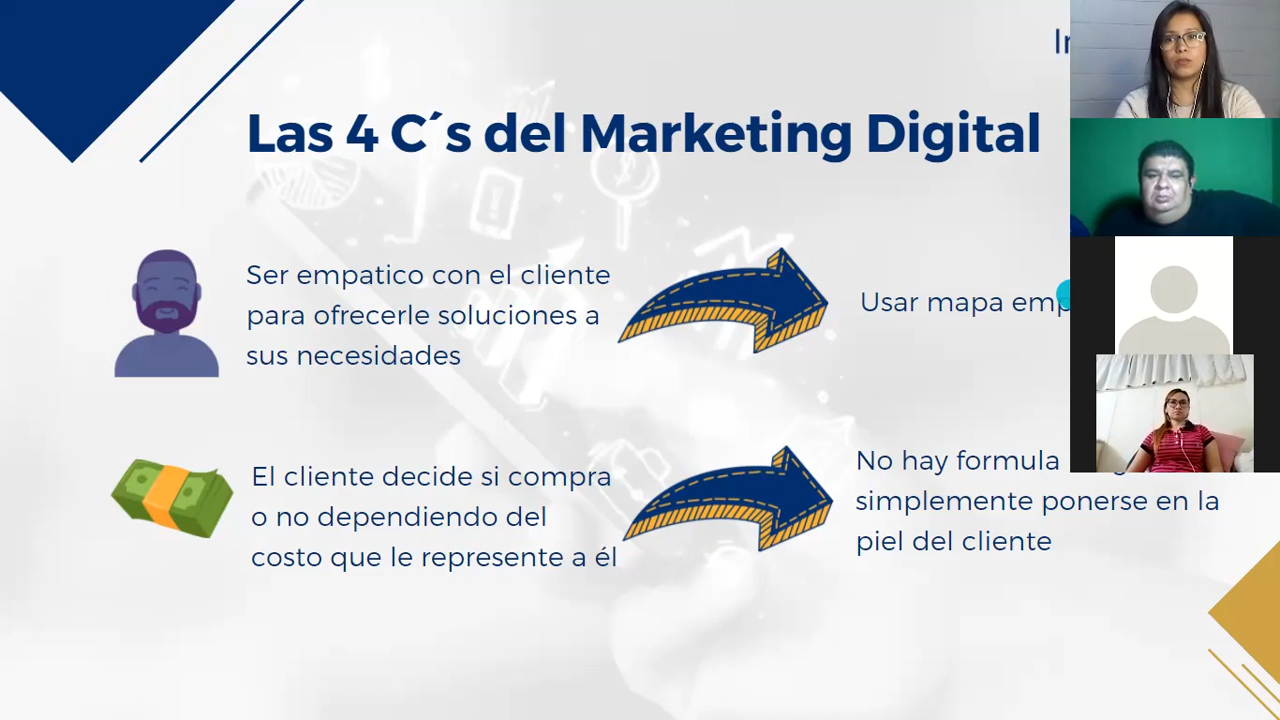 Las 4 C´s del Marketing Digital
Ser empatico con el cliente
para ofrecerle soluciones a
sus necesidades
Usar mapa
El cliente decide si compra
o no dependiendo del
costo que le represente a él
No hay formula
simplemente ponerse en la
piel del cliente